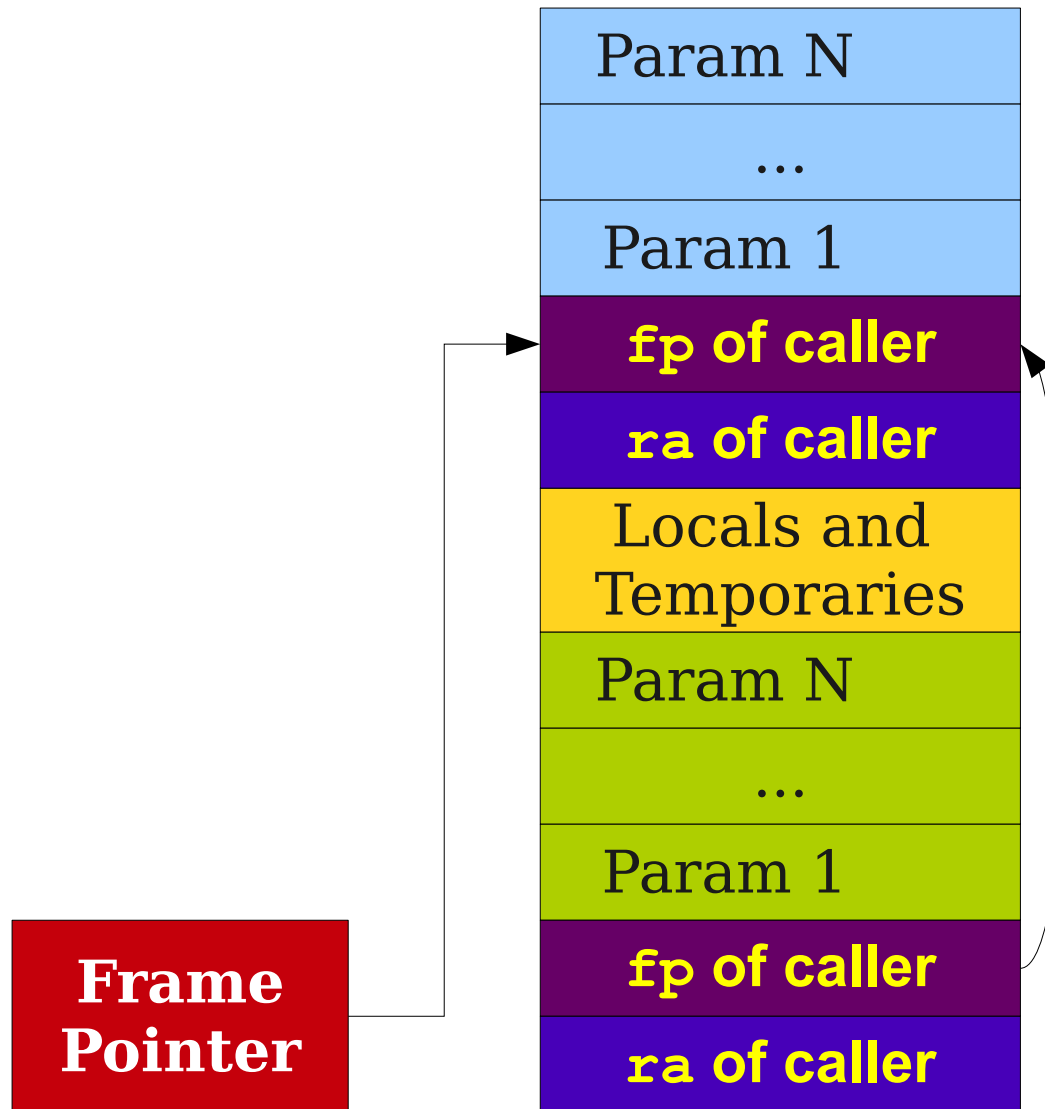 Param N
...
Param 1
fp of caller
ra of caller
Locals and
Temporaries
Param N
...
Param 1
fp of caller
ra of caller
Frame
Pointer